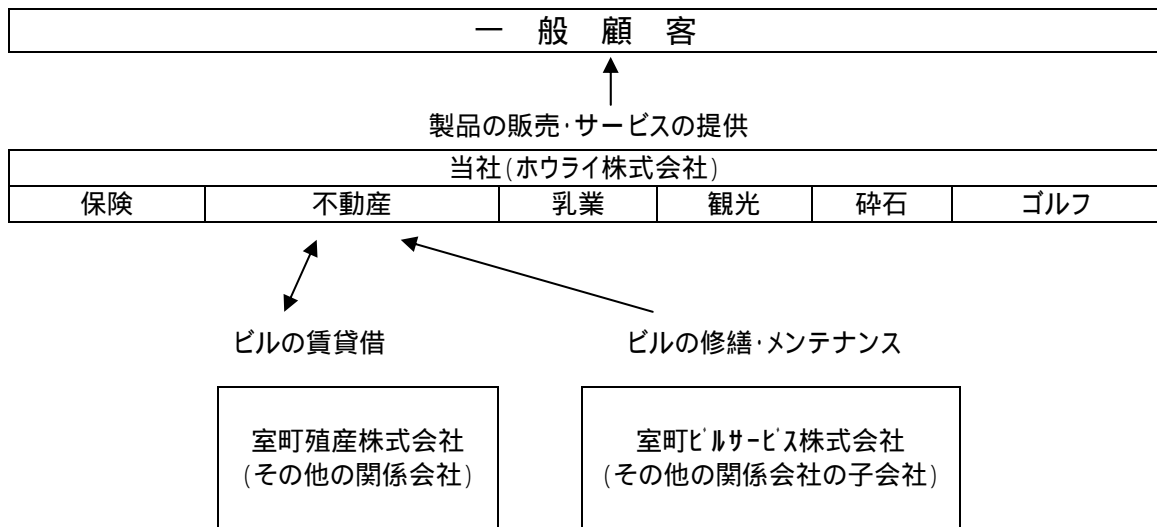 一 般 顧 客
製品の販売・サービスの提供
当社(ホウライ株式会社)
保険 不動産 乳業 観光 砕石 ゴルフ
ビルの賃貸借 ビルの修繕・メンテナンス
室町殖産株式会社
(その他の関係会社)
室町ﾋﾞﾙｻｰﾋﾞｽ株式会社
(その他の関係会社の子会社)